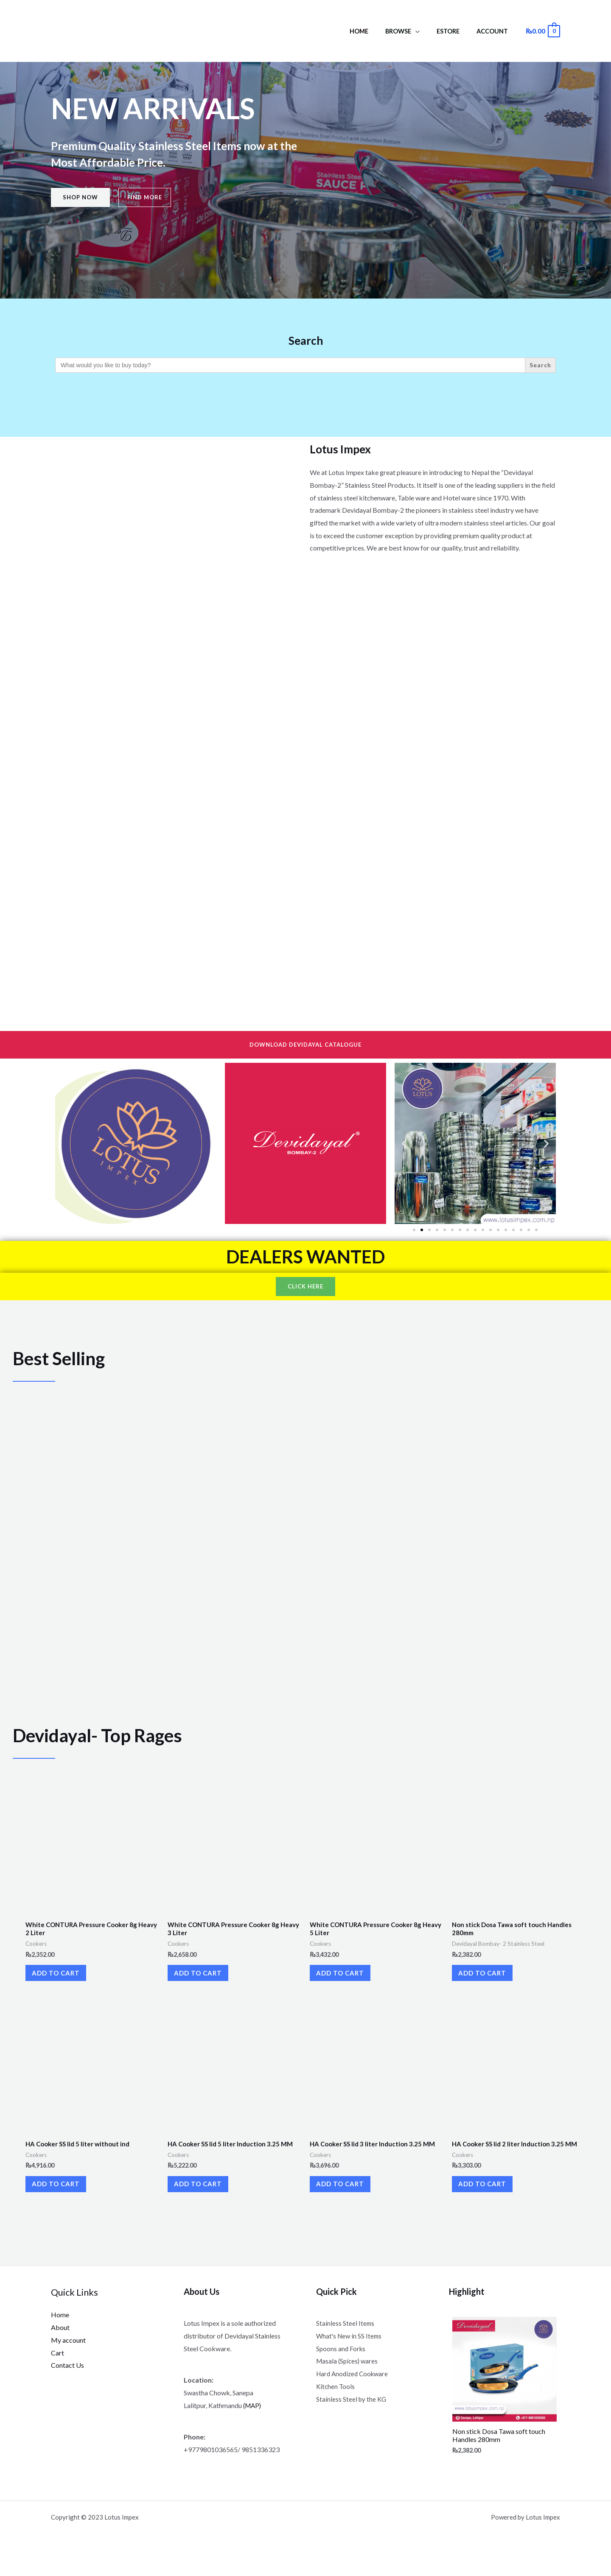 HOME
BROWSE
ESTORE
ACCOUNT
₨0.00 0
NEW ARRIVALS
Premium Quality Stainless Steel Items now at the
Most Affordable Price.
SHOP NOW
FIND MORE
Search
What would you like to buy today?
Search
Lotus Impex
We at Lotus Impex take great pleasure in introducing to Nepal the “Devidayal
Bombay-2” Stainless Steel Products. It itself is one of the leading suppliers in the field
of stainless steel kitchenware, Table ware and Hotel ware since 1970. With
trademark Devidayal Bombay-2 the pioneers in stainless steel industry we have
gifted the market with a wide variety of ultra modern stainless steel articles. Our goal
is to exceed the customer exception by providing premium quality product at
competitive prices. We are best know for our quality, trust and reliability.
DOWNLOAD DEVIDAYAL CATALOGUE
LOTUS
IMPEX
Devidayal®
BOMBAY-2
LOTUS
www.lotusimpex.com.np
DEALERS WANTED
CLICK HERE
Best Selling
Devidayal- Top Rages
White CONTURA Pressure Cooker 8g Heavy
2 Liter
Cookers
₨2,352.00
ADD TO CART
White CONTURA Pressure Cooker 8g Heavy
3 Liter
Cookers
₨2,658.00
ADD TO CART
White CONTURA Pressure Cooker 8g Heavy
5 Liter
Cookers
₨3,432.00
ADD TO CART
Non stick Dosa Tawa soft touch Handles
280mm
Devidayal Bombay- 2 Stainless Steel
₨2,382.00
ADD TO CART
HA Cooker SS lid 5 liter without ind
Cookers
₨4,916.00
ADD TO CART
HA Cooker SS lid 5 liter Induction 3.25 MM
Cookers
₨5,222.00
ADD TO CART
HA Cooker SS lid 3 liter Induction 3.25 MM
Cookers
₨3,696.00
ADD TO CART
HA Cooker SS lid 2 liter Induction 3.25 MM
Cookers
₨3,303.00
ADD TO CART
Quick Links
Home
About
My account
Cart
Contact Us
About Us
Lotus Impex is a sole authorized
distributor of Devidayal Stainless
Steel Cookware.
Location:
Swastha Chowk, Sanepa
Lalitpur, Kathmandu (MAP)
Phone:
+9779801036565/ 9851336323
Quick Pick
Stainless Steel Items
What's New in SS Items
Spoons and Forks
Masala (Spices) wares
Hard Anodized Cookware
Kitchen Tools
Stainless Steel by the KG
Highlight
Devidayal
www.lotusimpex.com.np
Non stick Dosa Tawa soft touch
Handles 280mm
₨2,382.00
Copyright © 2023 Lotus Impex
Powered by Lotus Impex